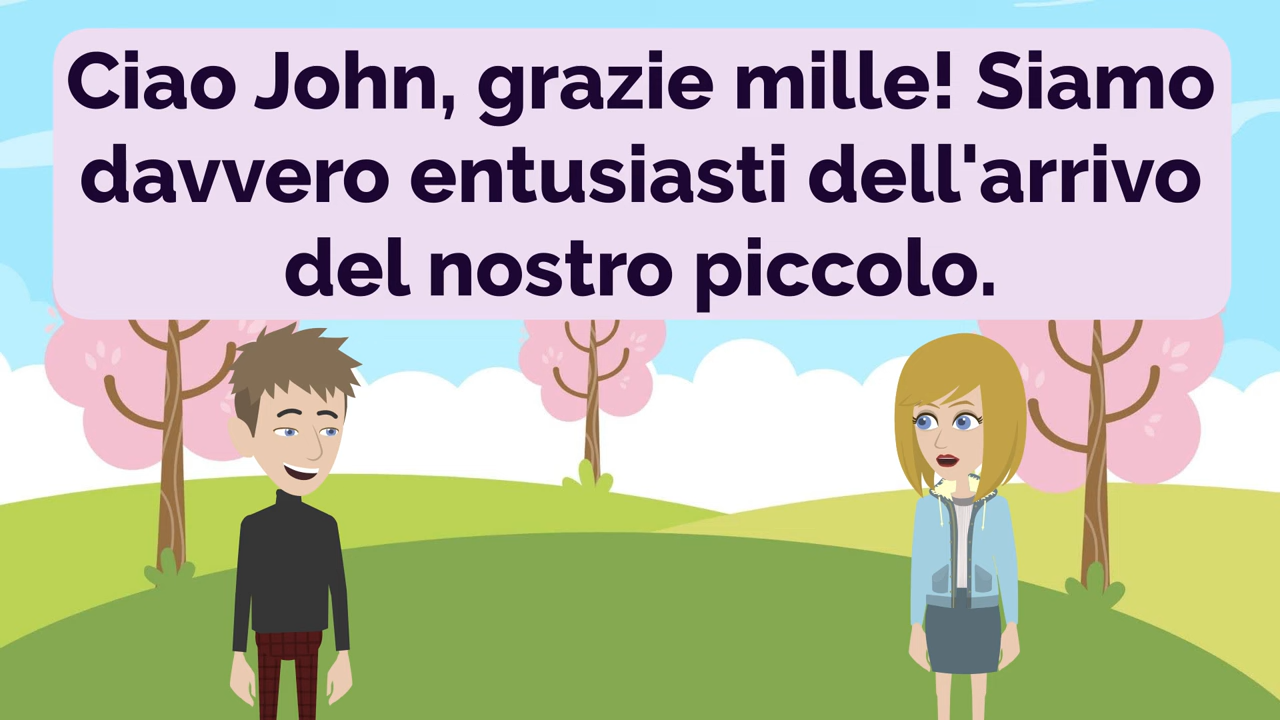 Ciao John, grazie mille! Siamo
davvero entusiasti dell'arrivo
del nostro piccolo.